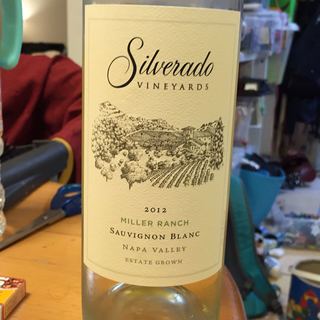 Silverado
VINEYARDS
2012
MILLER RANCH
SAUVIGNON BLANC
NAPA VALLEY
ESTATE GROWN